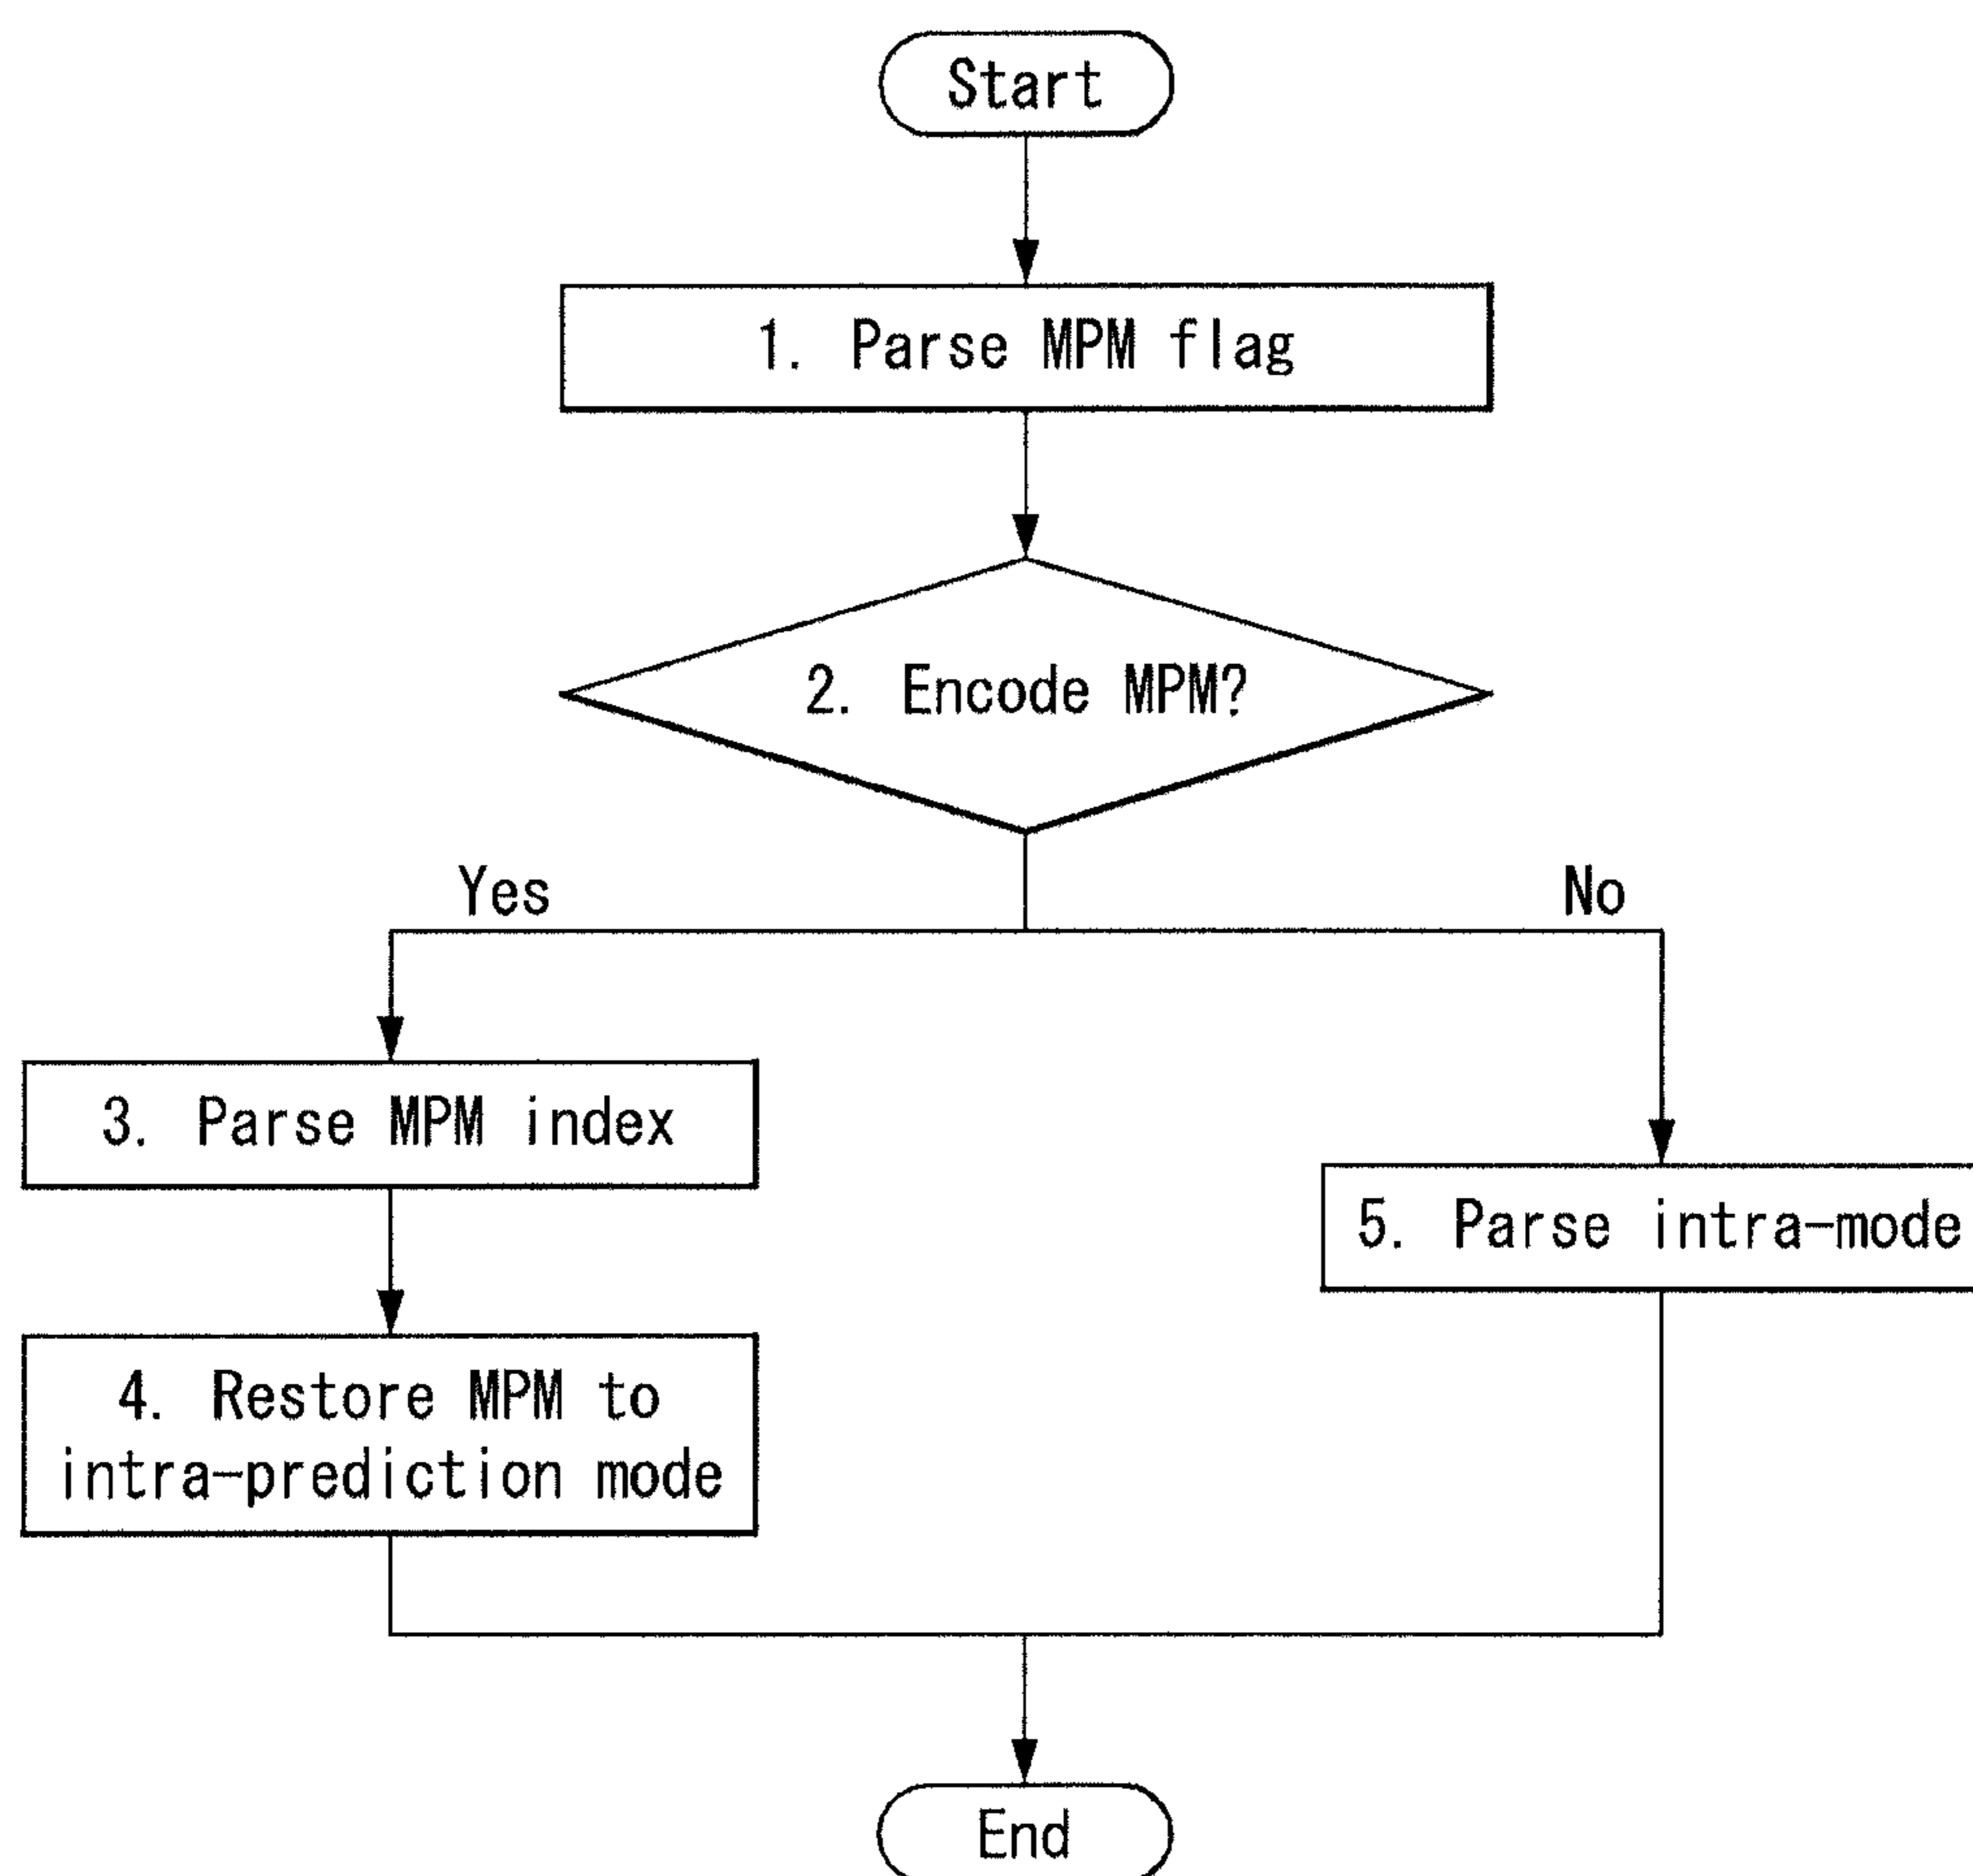 Start
1. Parse MPM flag
2. Encode MPM?
Yes
No
3. Parse MPM index
5. Parse intra-mode
4. Restore MPM to
intra-prediction mode
End